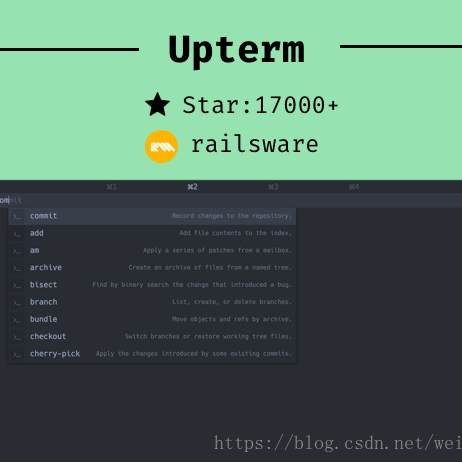 Upterm
Star:17000+
railsware
⌘1 ⌘2 ⌘3 ⌘4
ommit
commit Record changes to the repository.
add Add file contents to the index.
am Apply a series of patches from a mailbox.
archive Create an archive of files from a named tree.
bisect Find by binary search the change that introduced a bug.
branch List, create, or delete branches.
bundle Move objects and refs by archive.
checkout Switch branches or restore working tree files.
cherry-pick Apply the changes introduced by some existing commits.
https://blog.csdn.net/wei